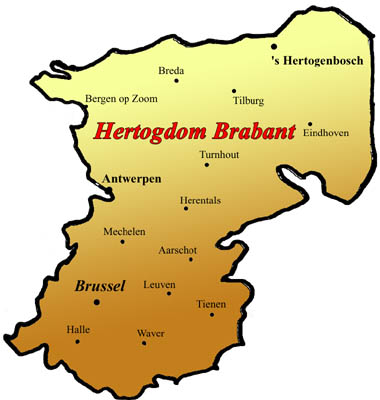 's Hertogenbosch
Breda
Tilburg
Bergen op Zoom
Hertogdom Brabant
Eindhoven
Turnhout
Antwerpen
Herentals
Mechelen
Aarschot
Brussel
Leuven
Tienen
Halle
Waver